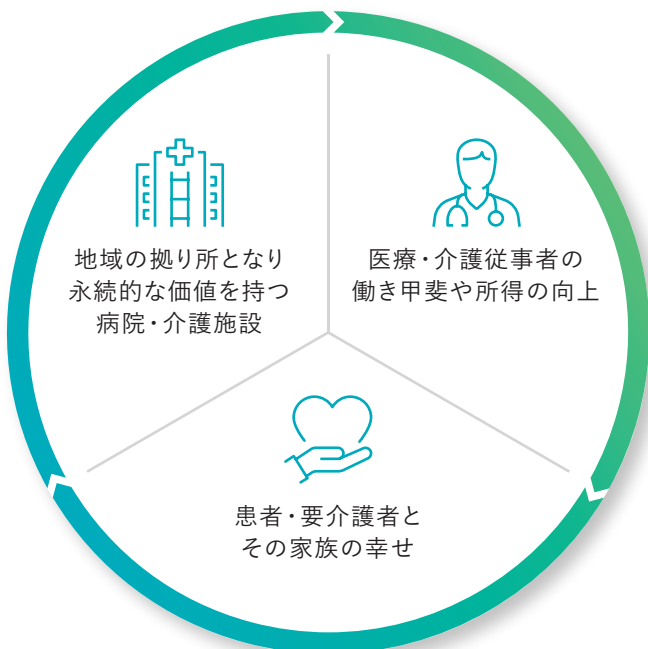 地域の拠り所となり
永続的な価値を持つ
病院・介護施設
医療・介護従事者の
働き甲斐や所得の向上
患者・要介護者と
その家族の幸せ